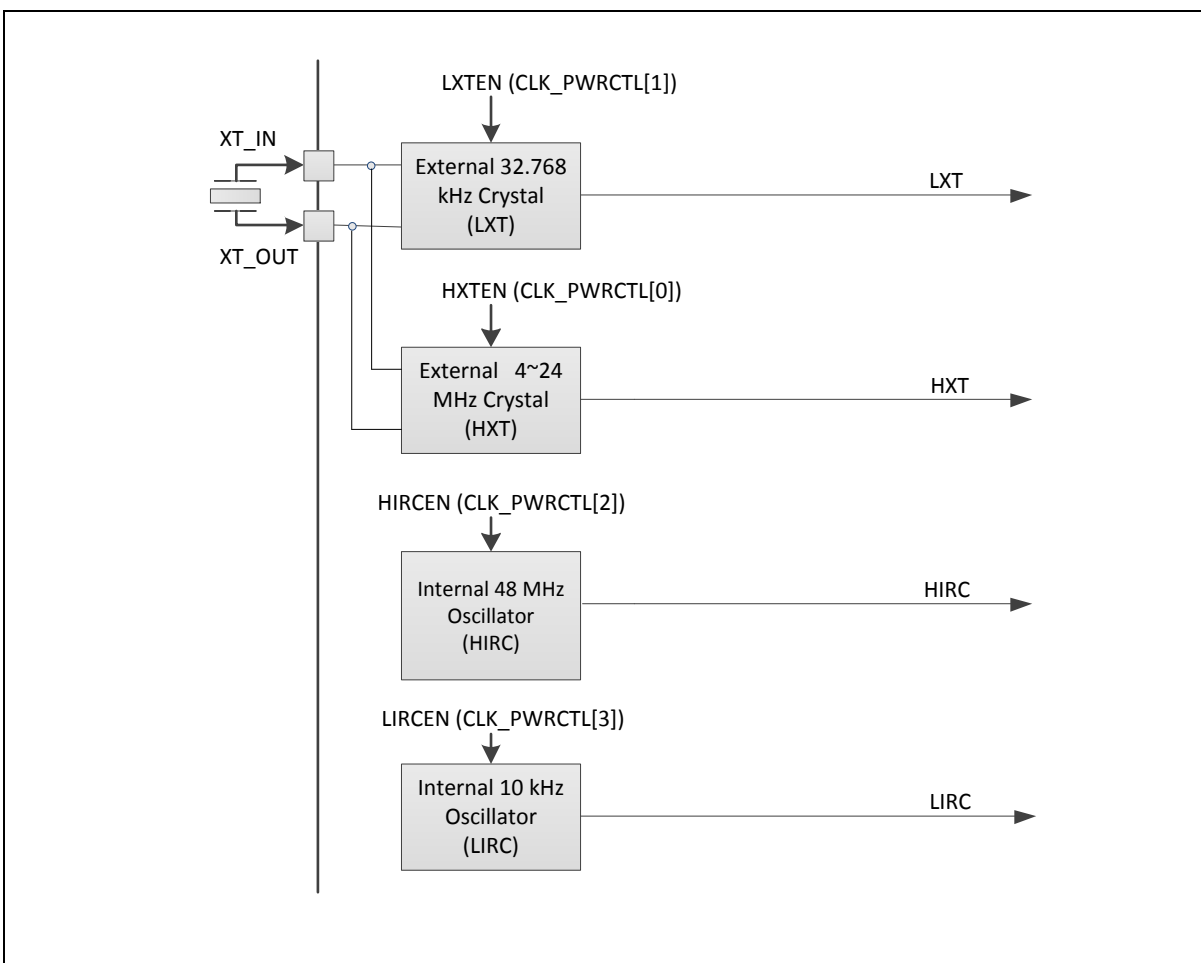 LXTEN (CLK_PWRCTL[1])
XT_IN
External 32.768
kHz Crystal
(LXT)
LXT
XT_OUT
HXTEN (CLK_PWRCTL[0])
External 4~24
MHz Crystal
(HXT)
HXT
HIRCEN (CLK_PWRCTL[2])
Internal 48 MHz
Oscillator
(HIRC)
HIRC
LIRCEN (CLK_PWRCTL[3])
Internal 10 kHz
Oscillator
(LIRC)
LIRC